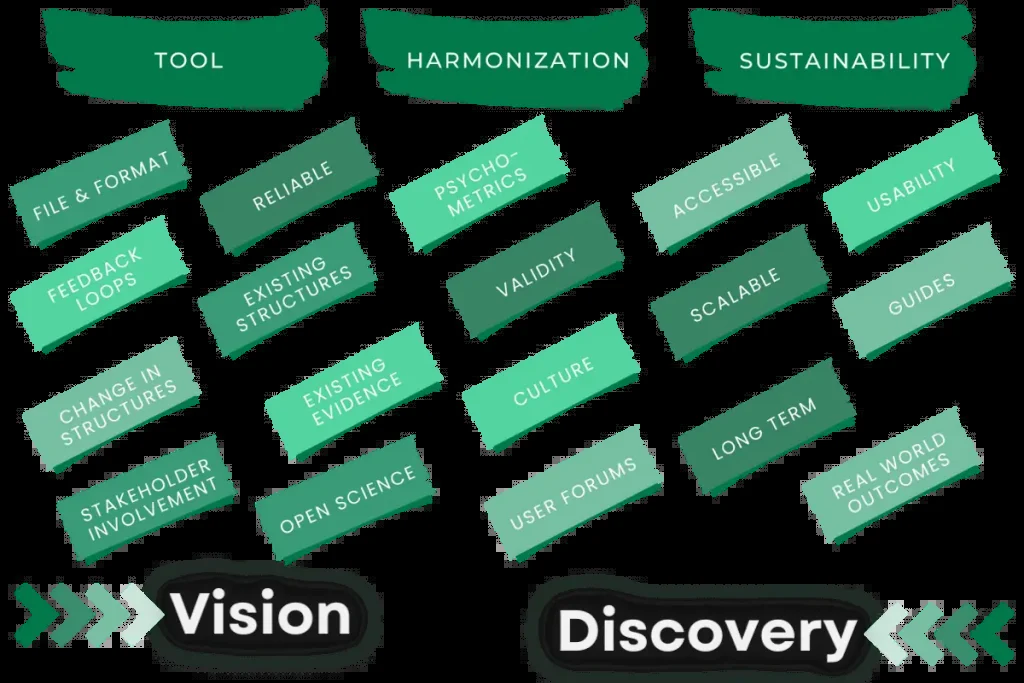 TOOL
HARMONIZATION
SUSTAINABILITY
FILE & FORMAT
RELIABLE
PSYCHO-
METRICS
ACCESSIBLE
USABILITY
FEEDBACK
LOOPS
EXISTING
STRUCTURES
VALIDITY
SCALABLE
GUIDES
CHANGE IN
STRUCTURES
EXISTING
EVIDENCE
CULTURE
LONG TERM
STAKEHOLDER
INVOLVEMENT
OPEN SCIENCE
USER FORUMS
REAL WORLD
OUTCOMES
Vision
Discovery